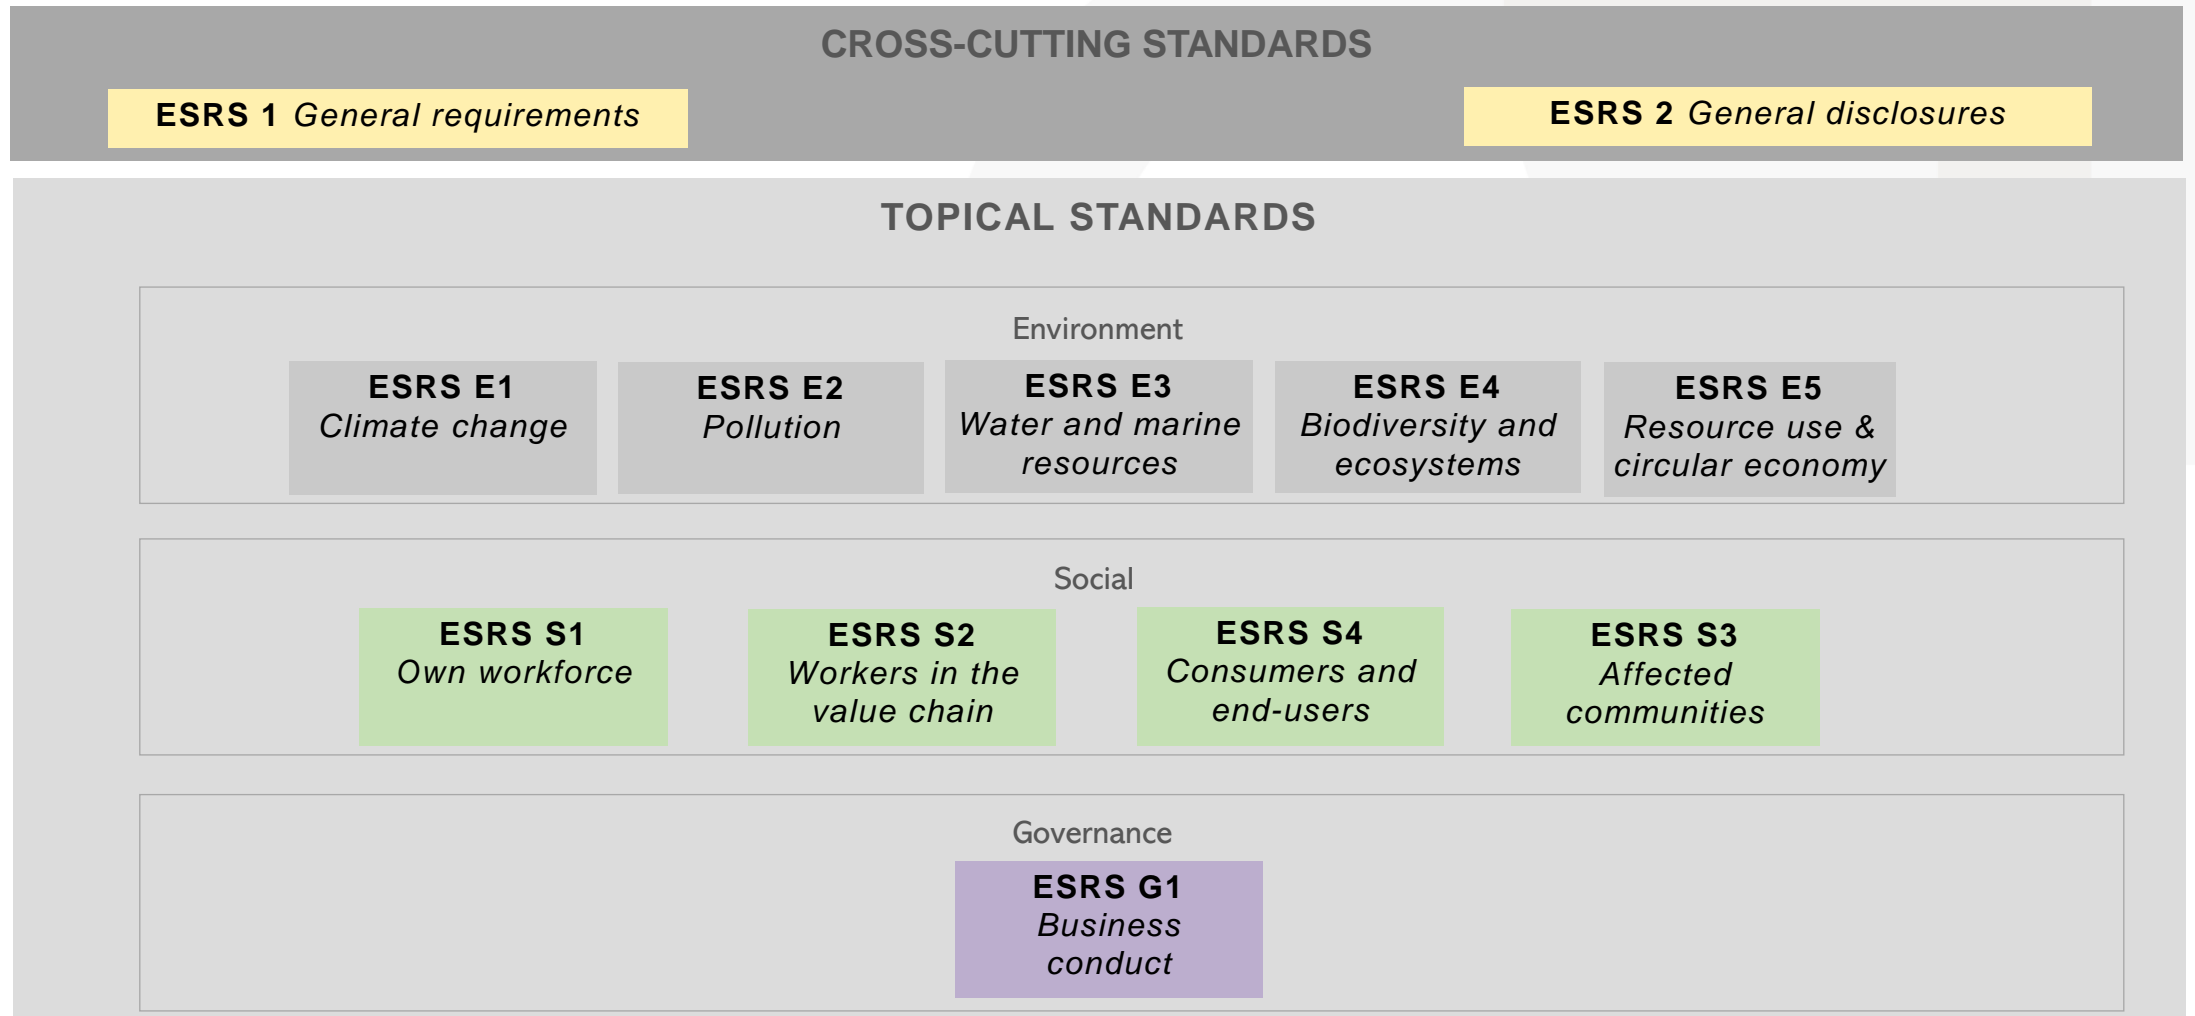 CROSS-CUTTING STANDARDS
ESRS 1 General requirements
ESRS 2 General disclosures
TOPICAL STANDARDS
Environment
ESRS E1
Climate change
ESRS E2
Pollution
ESRS E3
Water and marine
resources
ESRS E4
Biodiversity and
ecosystems
ESRS E5
Resource use &
circular economy
Social
ESRS S1
Own workforce
ESRS S2
Workers in the
value chain
ESRS S4
Consumers and
end-users
ESRS S3
Affected
communities
Governance
ESRS G1
Business
conduct